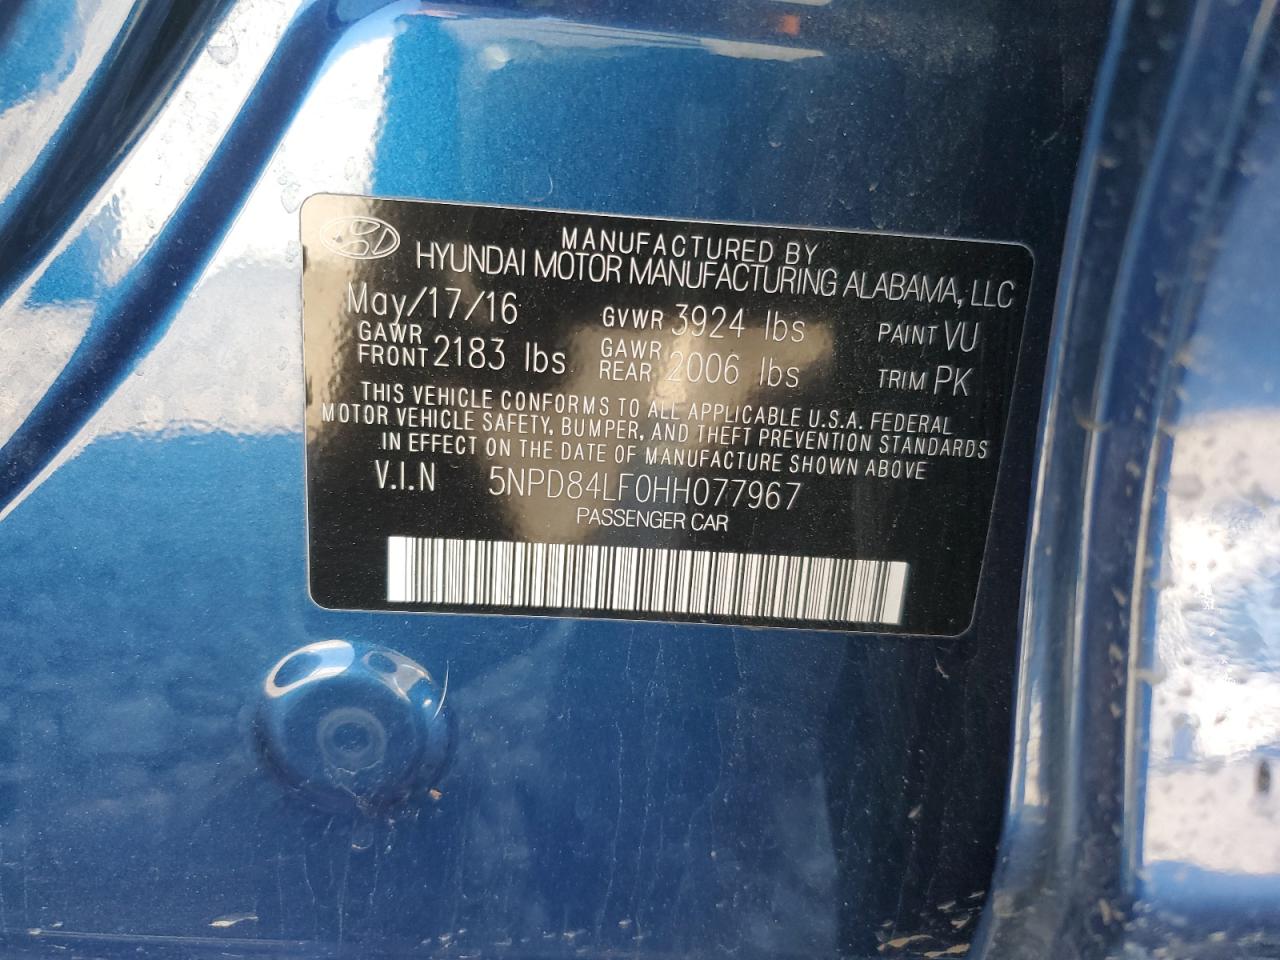 MANUFACTURED BY
HYUNDAI MOTOR MANUFACTURING ALABAMA, LLC
May/17/16 GVWR 3924 lbs PAINT VU
GAWR FRONT 2183 lbs GAWR REAR 2006 lbs TRIM PK
THIS VEHICLE CONFORMS TO ALL APPLICABLE U.S.A. FEDERAL
MOTOR VEHICLE SAFETY, BUMPER, AND THEFT PREVENTION STANDARDS
IN EFFECT ON THE DATE OF MANUFACTURE SHOWN ABOVE
V.I.N 5NPD84LF0HH077967
PASSENGER CAR